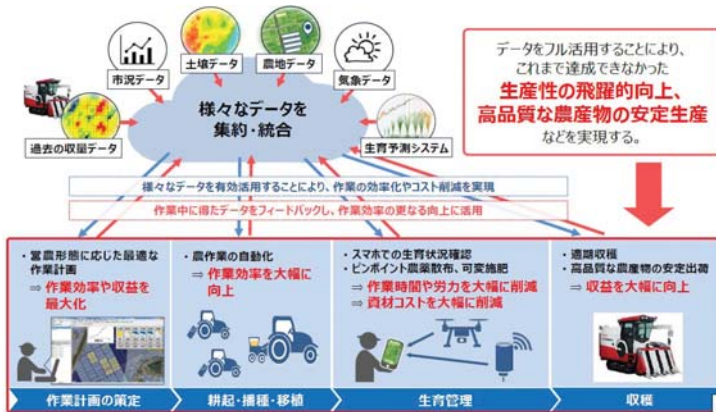 市況データ
土壌データ
農地データ
気象データ
過去の収量データ
様々なデータを
集約・統合
生育予測システム
データをフル活用することにより、
これまで達成できなかった
生産性の飛躍的向上、
高品質な農産物の安定生産
などを実現する。
様々なデータを有効活用することにより、作業の効率化やコスト削減を実現
作業中に得たデータをフィードバックし、作業効率の更なる向上に活用
・営農形態に応じた最適な
作業計画
⇒ 作業効率や収益を
最大化
作業計画の策定
・農作業の自動化
⇒ 作業効率を大幅に
向上
耕起・播種・移植
・スマホでの生育状況確認
・ピンポイント農薬散布、可変施肥
⇒ 作業時間や労力を大幅に削減
⇒ 資材コストを大幅に削減
生育管理
・適期収穫
・高品質な農産物の安定出荷
⇒ 収益を大幅に向上
収穫